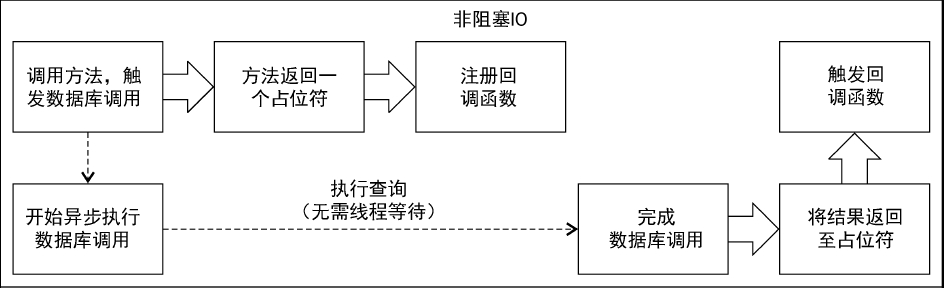 非阻塞IO
调用方法，触
发数据库调用
方法返回一
个占位符
注册回
调函数
触发回
调函数
开始异步执行
数据库调用
执行查询
（无需线程等待）
完成
数据库调用
将结果返回
至占位符